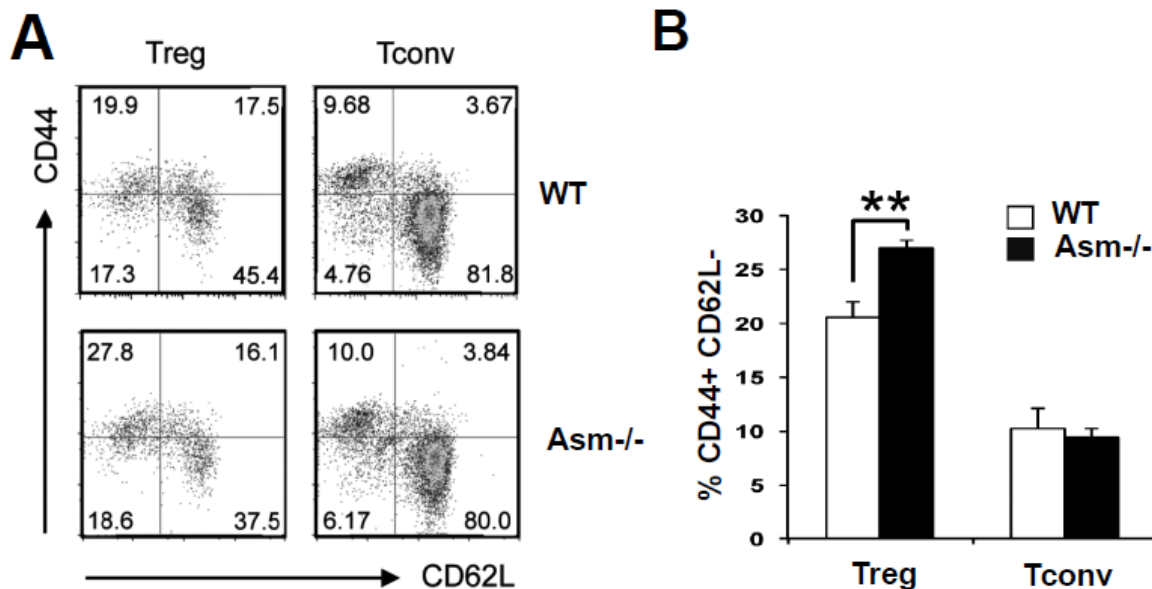 A
B
Treg
Tconv
CD44
19.9 17.5
17.3 45.4
9.68 3.67
4.76 81.8
WT
27.8 16.1
18.6 37.5
10.0 3.84
6.17 80.0
Asm-/-
CD62L
**
WT
Asm-/-
% CD44+ CD62L-
30
25
20
15
10
5
0
Treg
Tconv